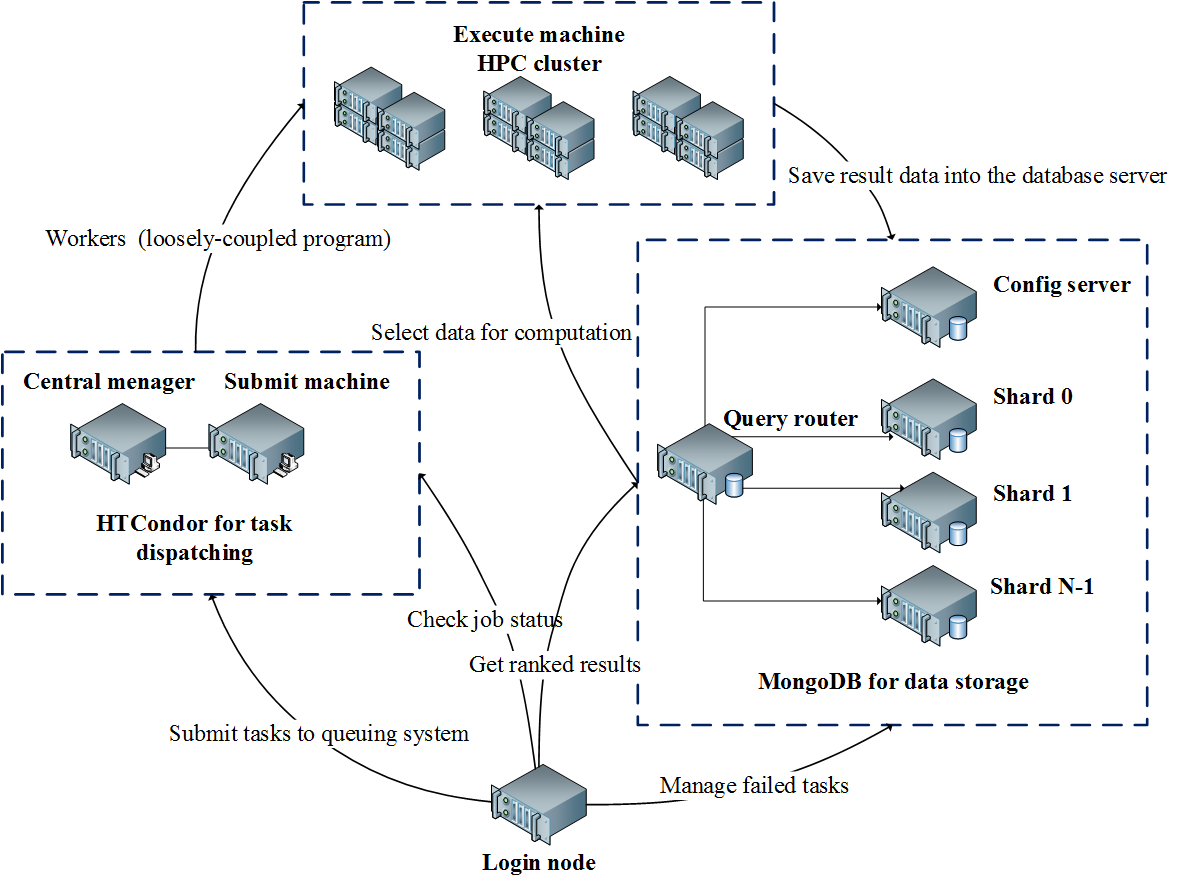 Execute machine
HPC cluster
Save result data into the database server
Workers  (loosely-coupled program)
Config server
Select data for computation
Central menager
Submit machine
Shard 0
Query router
Shard 1
HTCondor for task
dispatching
Shard N-1
Check job status
Get ranked results
MongoDB for data storage
Submit tasks to queuing system
Manage failed tasks
Login node